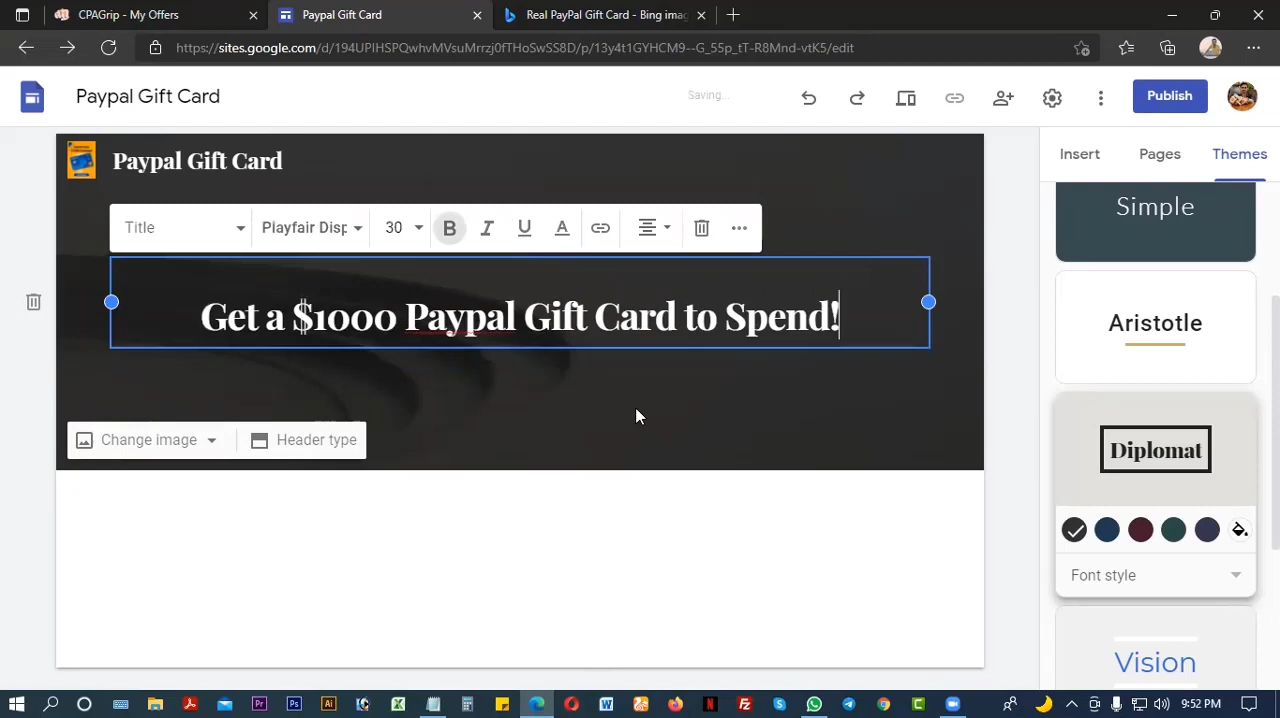 CPAGrip - My Offers
Paypal Gift Card
Real PayPal Gift Card - Bing imag
https://sites.google.com/d/194UPIHSPQwhvMVsuMrrzj0fTHoSwSS8D/p/13y4t1GYHCM9--G_55p_tT-R8Mnd-vtK5/edit
Paypal Gift Card
Saving...
Publish
Insert
Pages
Themes
Paypal Gift Card
Title
Playfair Disp
30
B
I
U
A
Get a $1000 Paypal Gift Card to Spend!
Change image
Header type
Simple
Aristotle
Diplomat
Font style
Vision
9:52 PM